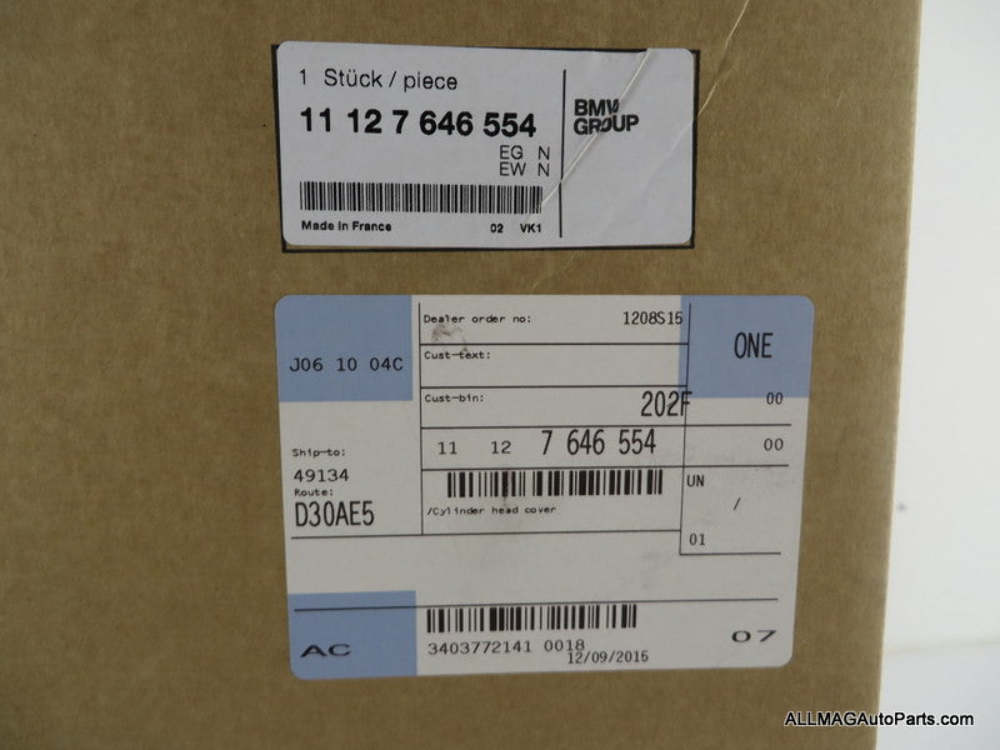 1 Stück / piece
11 12 7 646 554
EG N
EW N
Made in France 02 VK1
BMW
GROUP
J06 10 04C
Dealer order no: 1208S15
Cust-text:
Cust-bin: 202F
ONE
00
11 12 7 646 554 00
Ship-to:
49134
Route:
D30AE5
/Cylinder head cover
UN
/
01
AC
3403772141 0018
12/09/2016
07
ALLMAGAutoParts.com